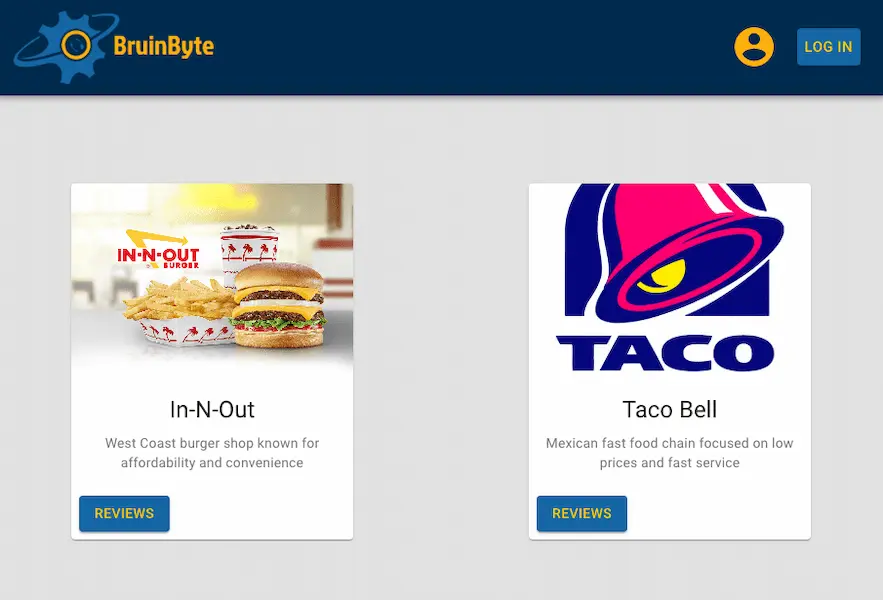 BruinByte
LOG IN
IN-N-OUT
BURGER
TACO
In-N-Out
Taco Bell
West Coast burger shop known for
affordability and convenience
Mexican fast food chain focused on low
prices and fast service
REVIEWS
REVIEWS